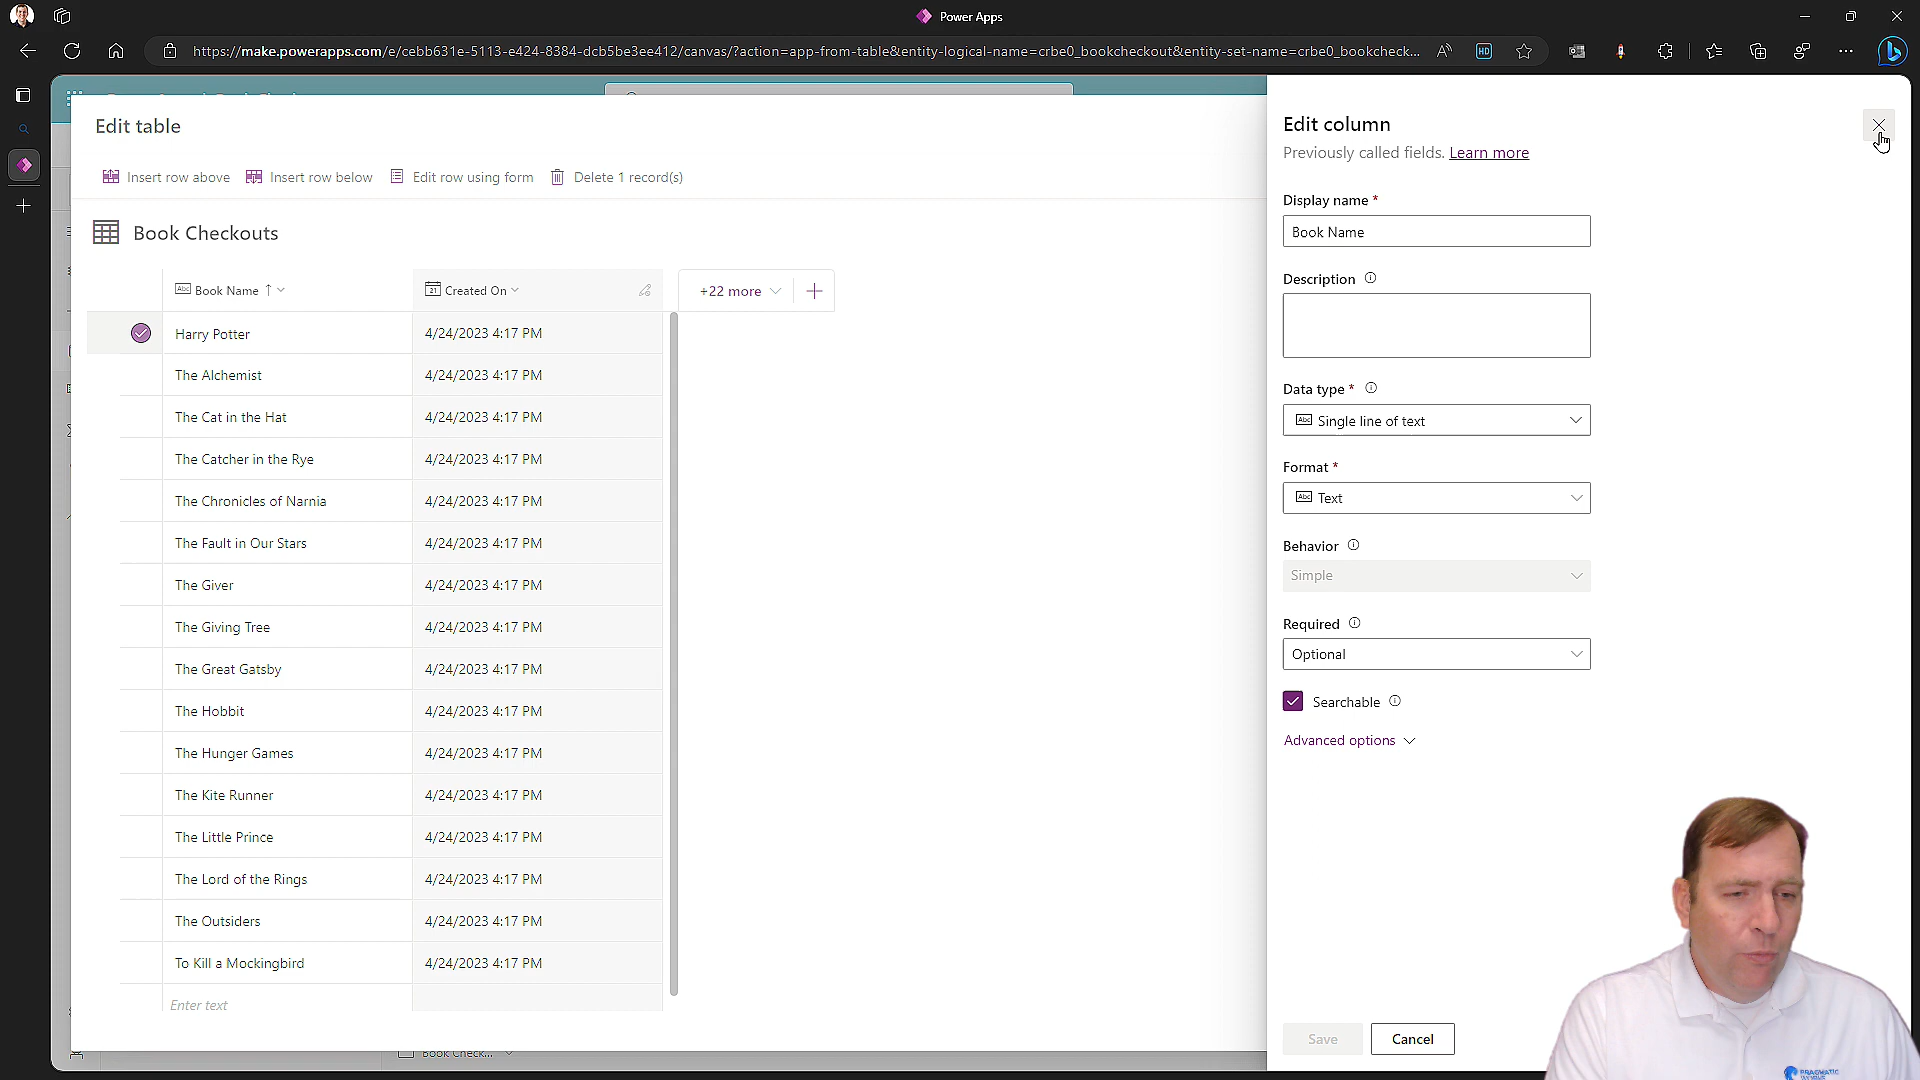 Power Apps
https://make.powerapps.com/e/cebb631e-5113-e424-8384-dcb5be3ee412/canvas/?action=app-from-table&entity-logical-name=crbe0_bookcheckout&entity-set-name=crbe0_bookcheck...
Edit table
Insert row above
Insert row below
Edit row using form
Delete 1 record(s)
Book Checkouts
Book Name
Created On
+22 more
Harry Potter 4/24/2023 4:17 PM
The Alchemist 4/24/2023 4:17 PM
The Cat in the Hat 4/24/2023 4:17 PM
The Catcher in the Rye 4/24/2023 4:17 PM
The Chronicles of Narnia 4/24/2023 4:17 PM
The Fault in Our Stars 4/24/2023 4:17 PM
The Giver 4/24/2023 4:17 PM
The Giving Tree 4/24/2023 4:17 PM
The Great Gatsby 4/24/2023 4:17 PM
The Hobbit 4/24/2023 4:17 PM
The Hunger Games 4/24/2023 4:17 PM
The Kite Runner 4/24/2023 4:17 PM
The Little Prince 4/24/2023 4:17 PM
The Lord of the Rings 4/24/2023 4:17 PM
The Outsiders 4/24/2023 4:17 PM
To Kill a Mockingbird 4/24/2023 4:17 PM
Enter text
Book Check...
Edit column
Previously called fields. Learn more
Display name *
Book Name
Description
Data type *
Abc Single line of text
Format *
Abc Text
Behavior
Simple
Required
Optional
Searchable
Advanced options
Save
Cancel
PRAGMATIC